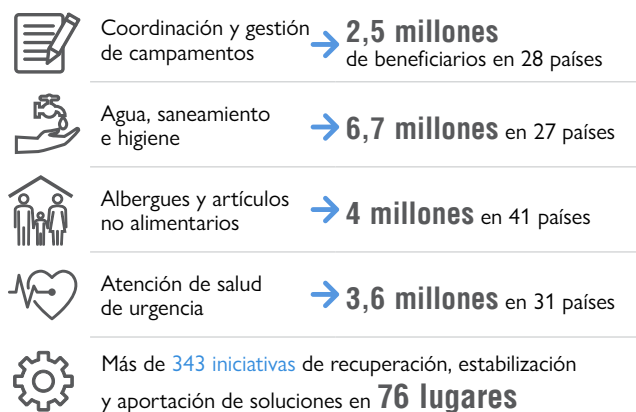 Coordinación y gestión
de campamentos
2,5 millones
de beneficiarios en 28 países
Agua, saneamiento
e higiene
6,7 millones en 27 países
Albergues y artículos
no alimentarios
4 millones en 41 países
Atención de salud
de urgencia
3,6 millones en 31 países
Más de 343 iniciativas de recuperación, estabilización
y aportación de soluciones en 76 lugares